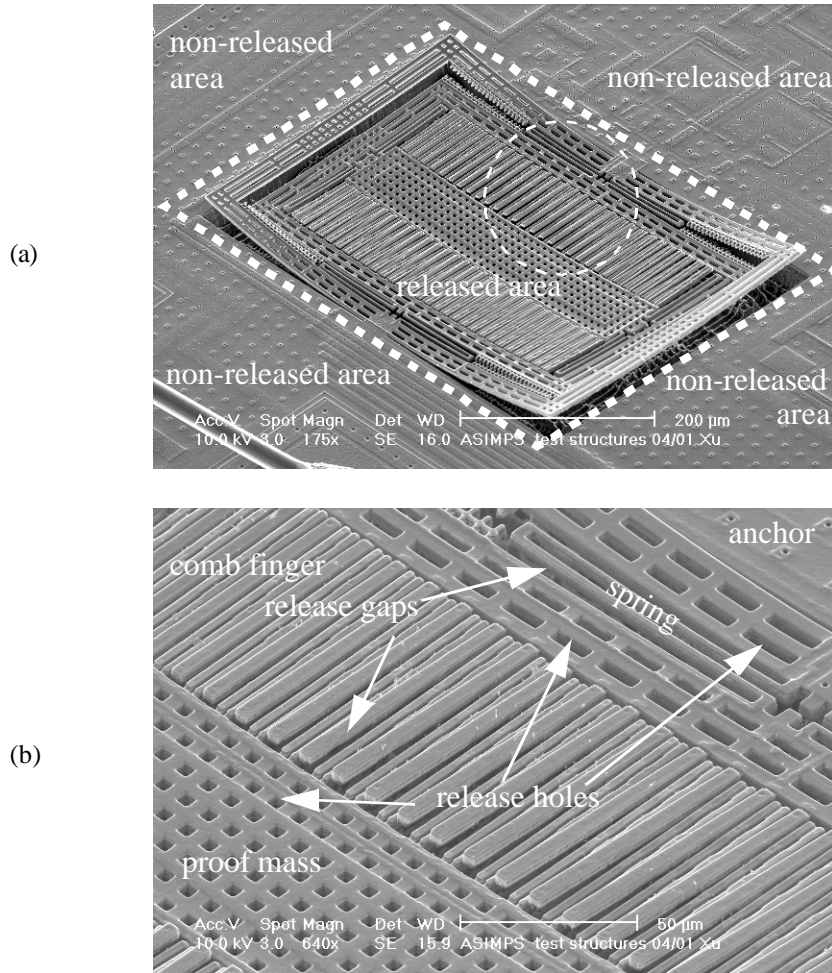 (a)
non-released
area
non-released area
released area
non-released area
non-released
area
Acc.V Spot Magn Det WD 200 µm
10.0 kV 3.0 175x SE 16.0 ASIMPS test structures 04/01 Xu
(b)
anchor
comb finger
release gaps
spring
release holes
proof mass
Acc.V Spot Magn Det WD 50 µm
10.0 kV 3.0 640x SE 15.9 ASIMPS test structures 04/01 Xu